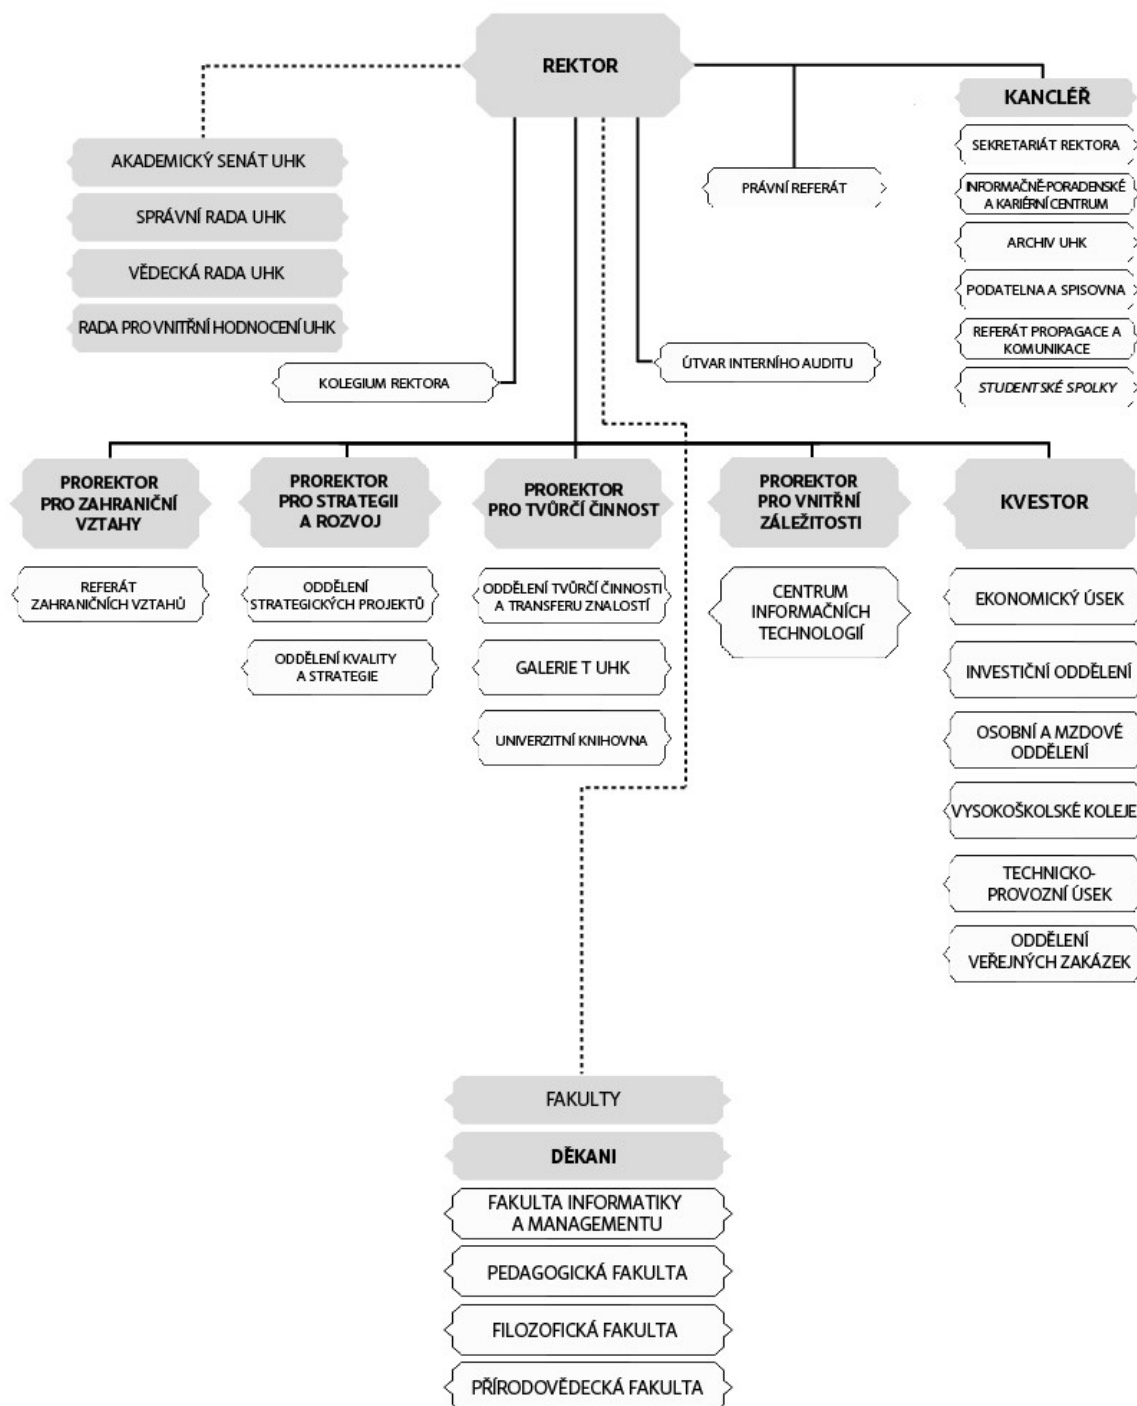 REKTOR
KANCLÉŘ
SEKRETARIÁT REKTORA
INFORMAČNĚ-PORADENSKÉ
A KARIÉRNÍ CENTRUM
ARCHIV UHK
PODATELNA A SPISOVNA
REFERÁT PROPAGACE A
KOMUNIKACE
STUDENTSKÉ SPOLKY
AKADEMICKÝ SENÁT UHK
SPRÁVNÍ RADA UHK
VĚDECKÁ RADA UHK
RADA PRO VNITŘNÍ HODNOCENÍ UHK
PRÁVNÍ REFERÁT
KOLEGIUM REKTORA
ÚTVAR INTERNÍHO AUDITU
PROREKTOR
PRO ZAHRANIČNÍ
VZTAHY
REFERÁT
ZAHRANIČNÍCH VZTAHŮ
PROREKTOR
PRO STRATEGII
A ROZVOJ
ODDĚLENÍ
STRATEGICKÝCH PROJEKTŮ
ODDĚLENÍ KVALITY
A STRATEGIE
PROREKTOR
PRO TVŮRČÍ ČINNOST
ODDĚLENÍ TVŮRČÍ ČINNOSTI
A TRANSFERU ZNALOSTÍ
GALERIE T UHK
UNIVERZITNÍ KNIHOVNA
PROREKTOR
PRO VNITŘNÍ
ZÁLEŽITOSTI
CENTRUM
INFORMAČNÍCH
TECHNOLOGIÍ
KVESTOR
EKONOMICKÝ ÚSEK
INVESTIČNÍ ODDĚLENÍ
OSOBNÍ A MZDOVÉ
ODDĚLENÍ
VYSOKOŠKOLSKÉ KOLEJE
TECHNICKO-
PROVOZNÍ ÚSEK
ODDĚLENÍ
VEŘEJNÝCH ZAKÁZEK
FAKULTY
DĚKANI
FAKULTA INFORMATIKY
A MANAGEMENTU
PEDAGOGICKÁ FAKULTA
FILOZOFICKÁ FAKULTA
PŘÍRODOVĚDECKÁ FAKULTA